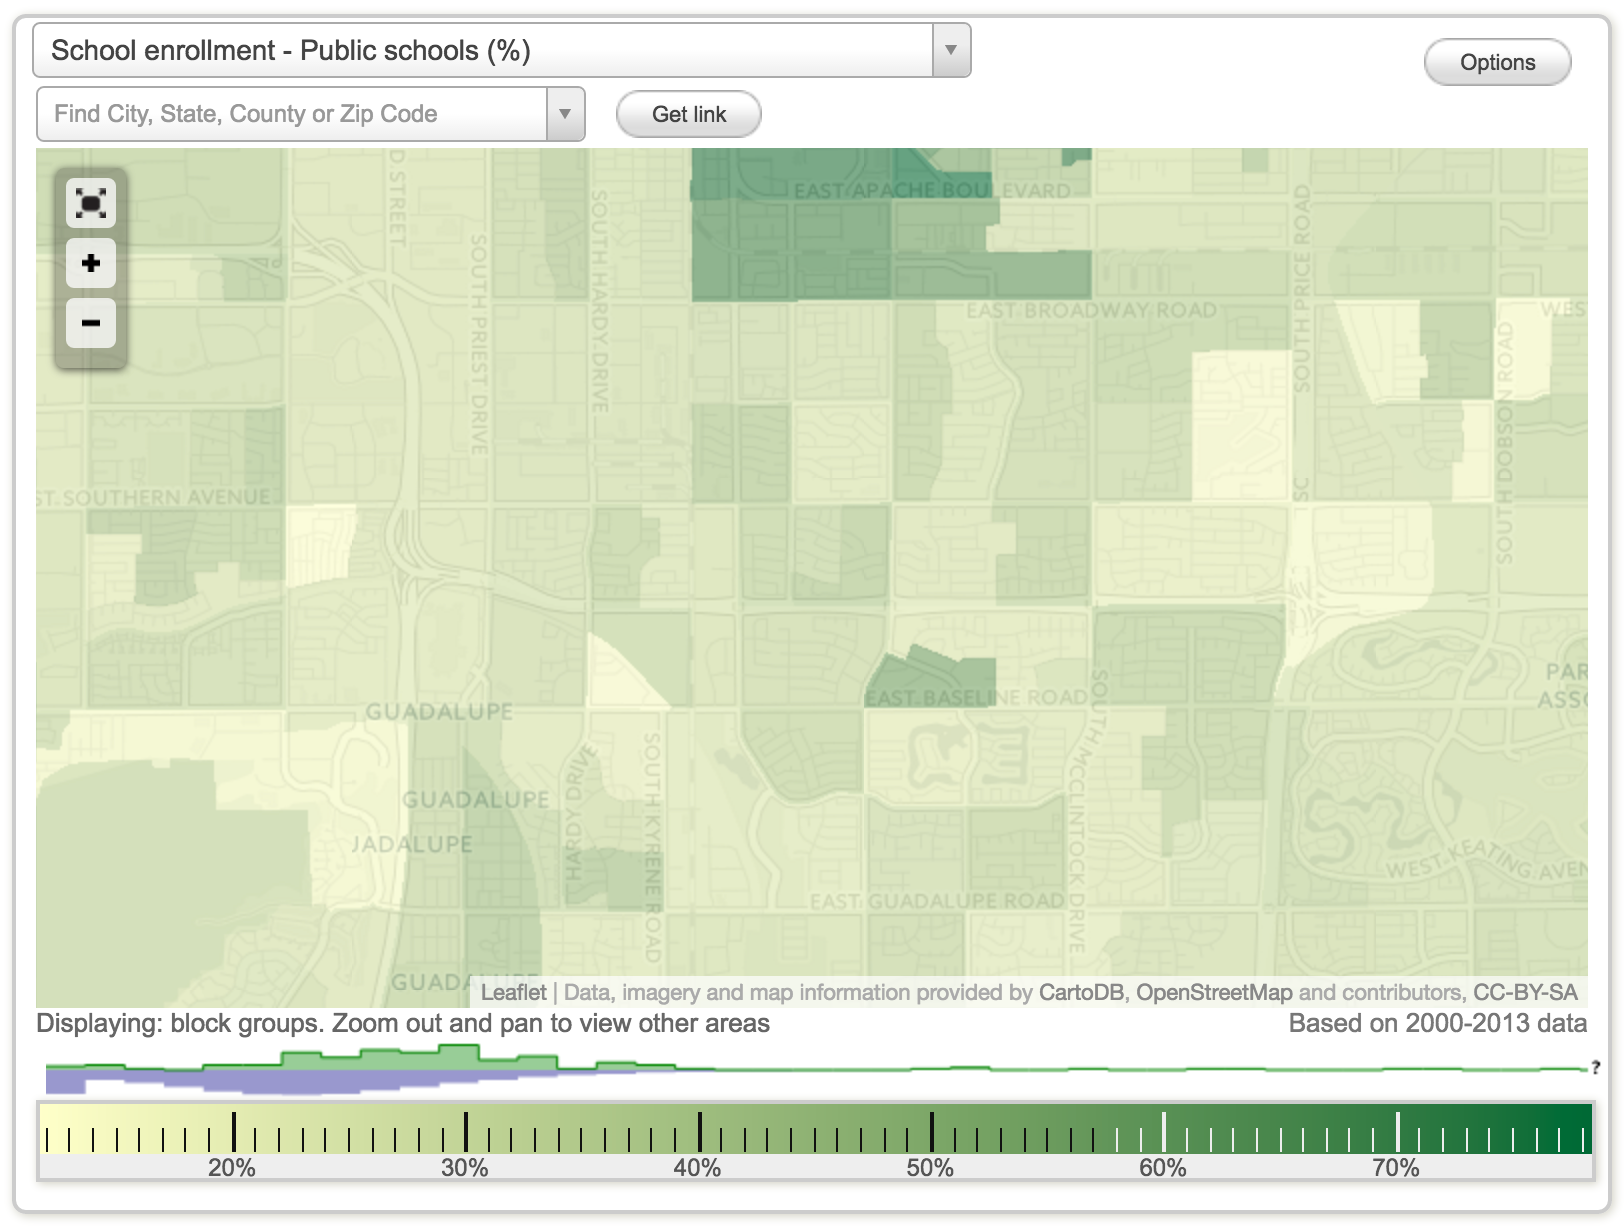 School enrollment - Public schools (%)
Options
Find City, State, County or Zip Code
Get link
D STREET
EAST APACHE BOULEVARD
SOUTH HARDY DRIVE
SOUTH PRIEST DRIVE
SOUTH PRICE ROAD
EAST BROADWAY ROAD
WES
SOUTH DOBSON ROAD
ST. SOUTHERN AVENUE
SC
PAR
ASSO
EAST BASELINE ROAD
SOUTH MCCLINTOCK DRIVE
GUADALUPE
HARDY DRIVE
SOUTH KYRENE ROAD
GUADALUPE
JADALUPE
WEST KEATING AVEN
EAST GUADALUPE ROAD
GUADALUPE
Leaflet | Data, imagery and map information provided by CartoDB, OpenStreetMap and contributors, CC-BY-SA
Displaying: block groups. Zoom out and pan to view other areas
Based on 2000-2013 data
?
20% 30% 40% 50% 60% 70%